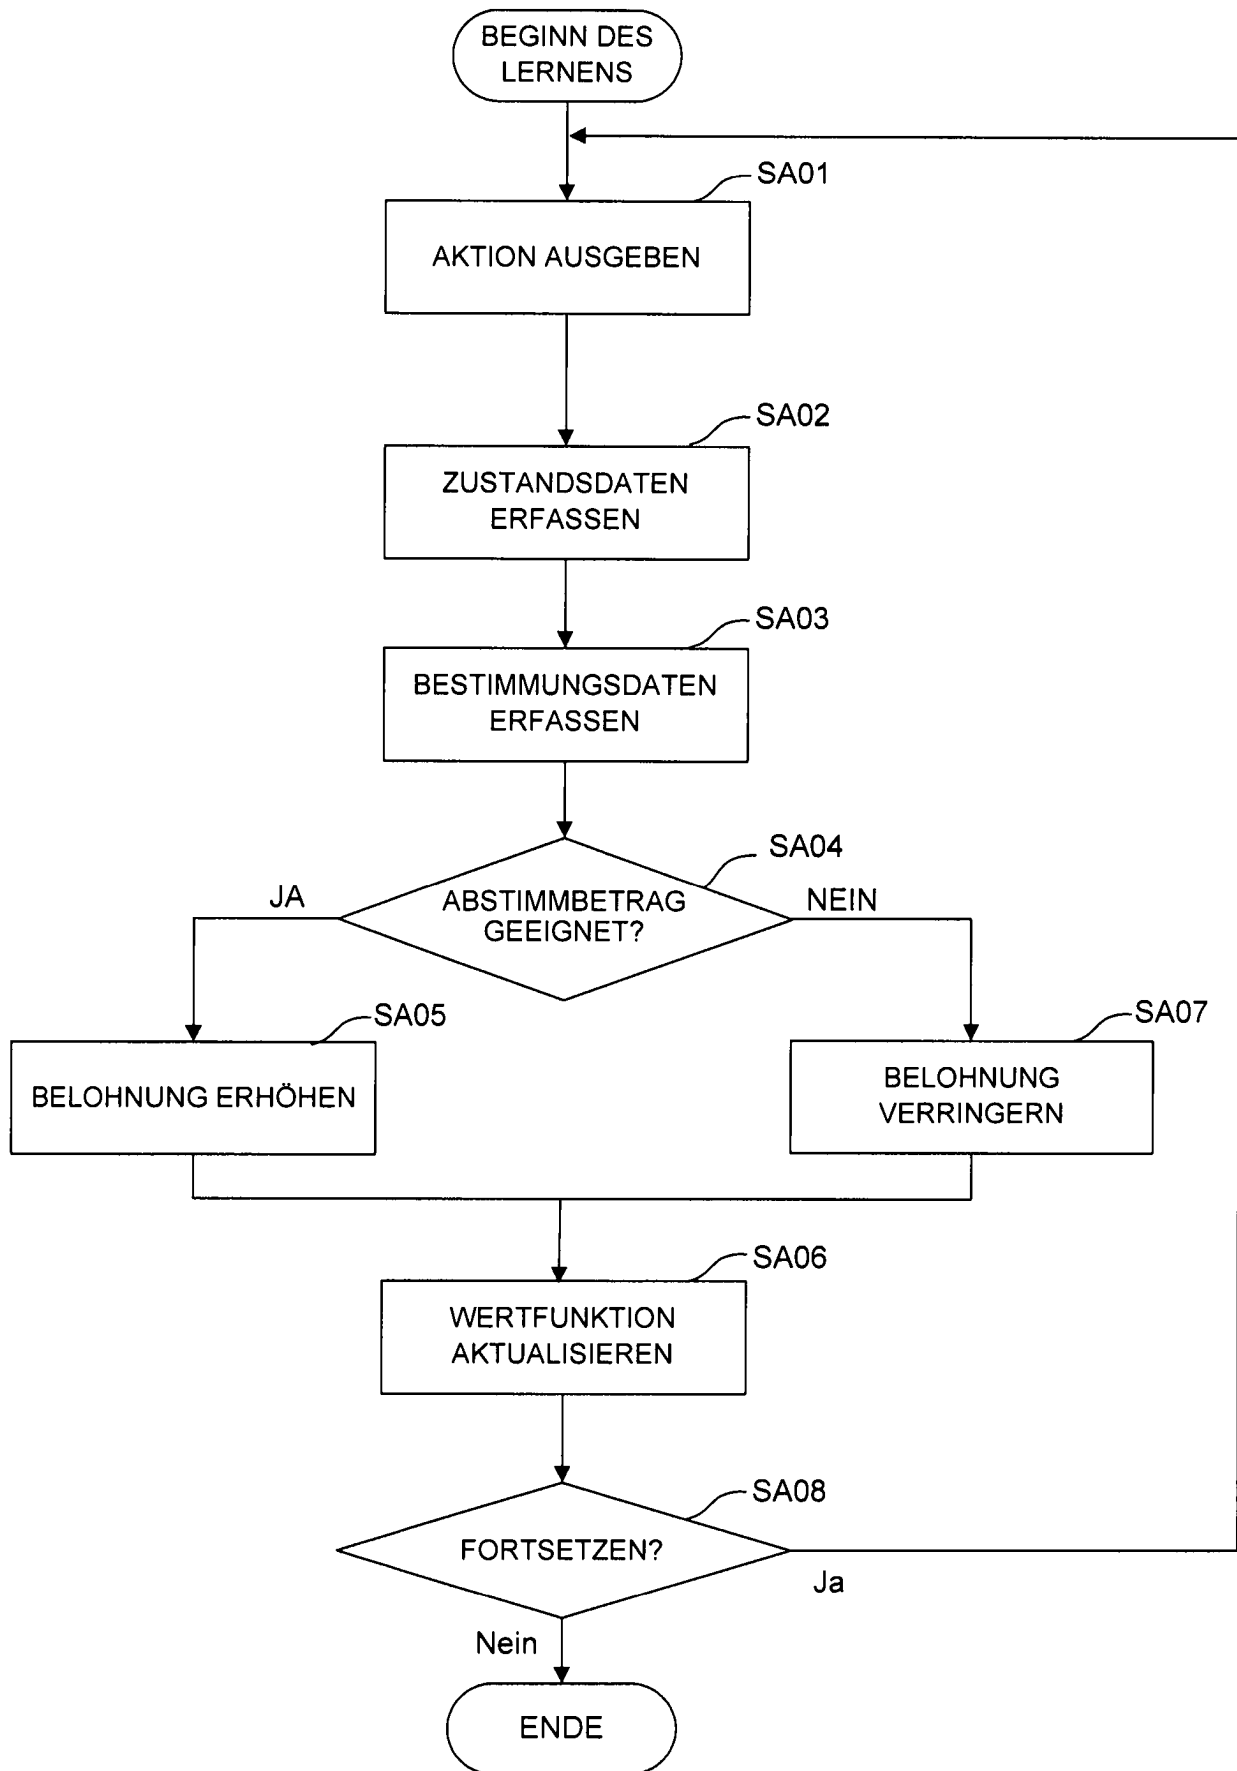 BEGINN DES
LERNENS
SA01
AKTION AUSGEBEN
SA02
ZUSTANDSDATEN
ERFASSEN
SA03
BESTIMMUNGSDATEN
ERFASSEN
SA04
JA
ABSTIMMBETRAG
GEEIGNET?
NEIN
SA05
BELOHNUNG ERHÖHEN
SA07
BELOHNUNG
VERRINGERN
SA06
WERTFUNKTION
AKTUALISIEREN
SA08
FORTSETZEN?
Ja
Nein
ENDE